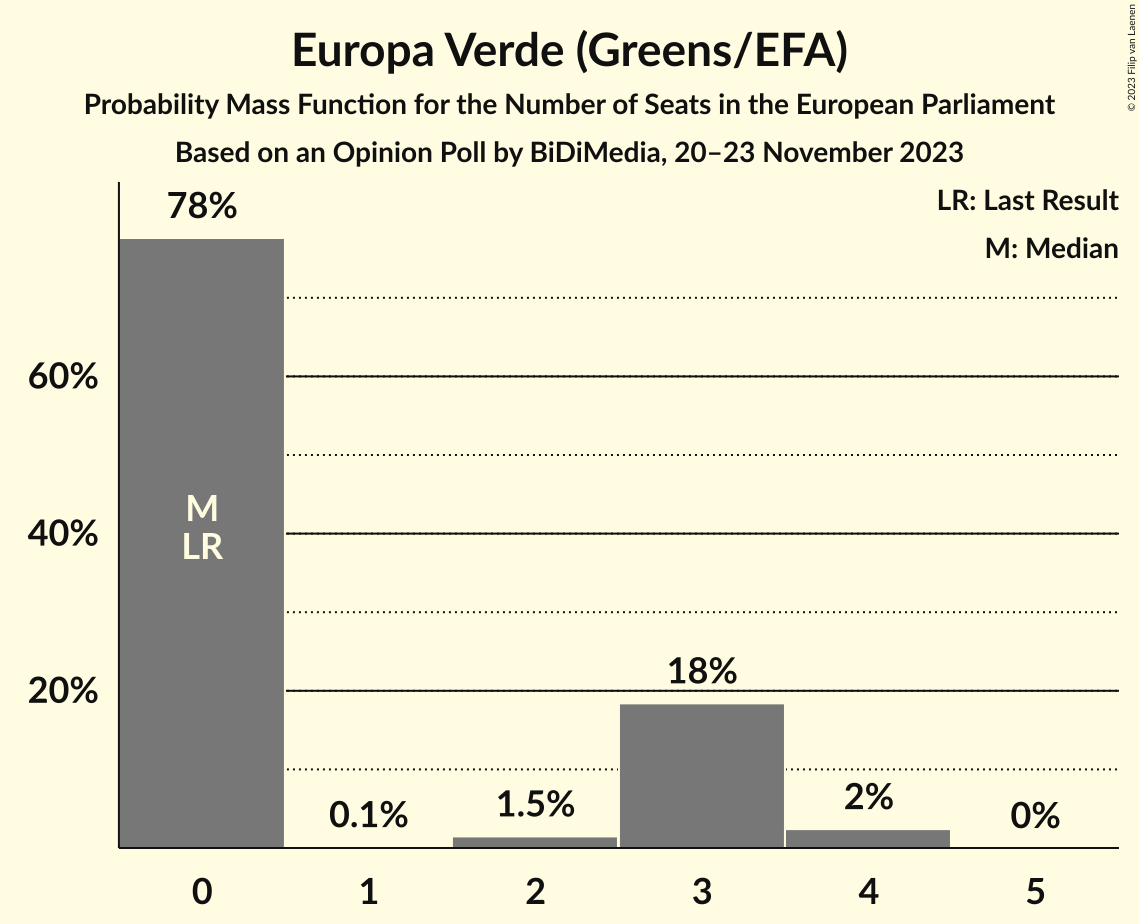 Europa Verde (Greens/EFA)
Probability Mass Function for the Number of Seats in the European Parliament
Based on an Opinion Poll by BiDiMedia, 20–23 November 2023
© 2023 Filip van Laenen
LR: Last Result
M: Median
78%
60%
40%
20%
M
LR
0.1%
1.5%
18%
2%
0%
0 1 2 3 4 5